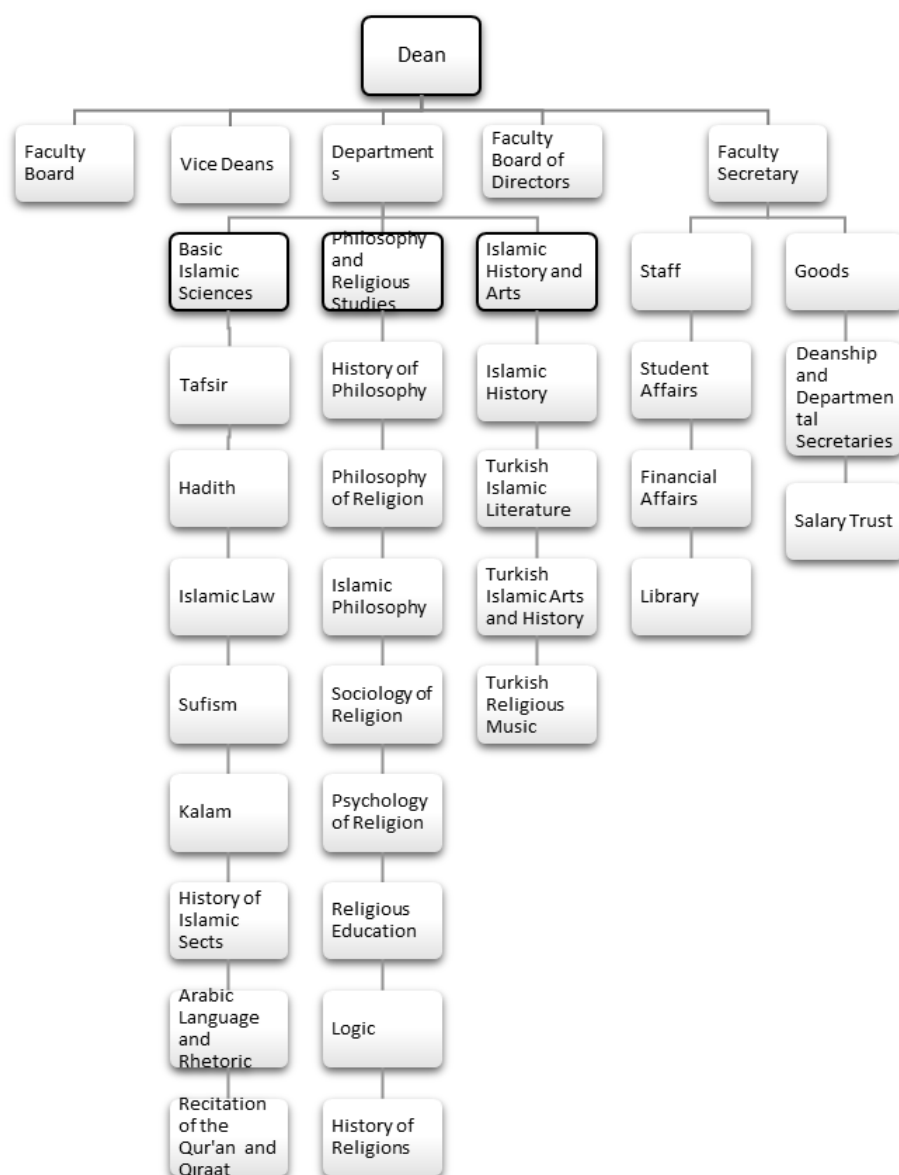 Dean
Faculty
Board
Vice Deans
Department
s
Faculty
Board of
Directors
Faculty
Secretary
Basic
Islamic
Sciences
Philosophy
and
Religious
Studies
Islamic
History and
Arts
Staff
Goods
Tafsir
History oıf
Philosophy
Islamic
History
Student
Affairs
Deanship
and
Departmen
tal
Secretaries
Hadith
Philosophy
of Religion
Turkish
Islamic
Literature
Financial
Affairs
Salary Trust
Islamic Law
Islamic
Philosophy
Turkish
Islamic Arts
and History
Library
Sufism
Sociology of
Religion
Turkish
Religious
Music
Kalam
Psychology
of Religion
History of
Islamic
Sects
Religious
Education
Arabic
Language
and
Rhetoric
Logic
Recitation
of the
Qur'an and
Qiraat
History of
Religions